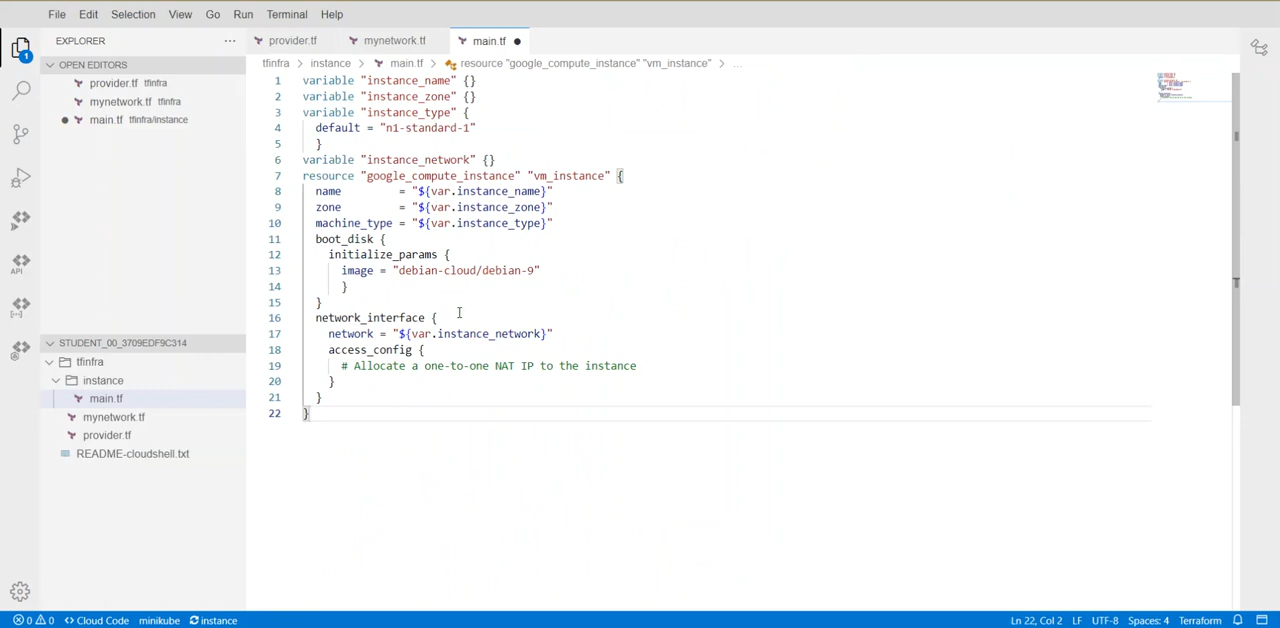 File Edit Selection View Go Run Terminal Help
EXPLORER
provider.tf mynetwork.tf main.tf
tfinfra > instance > main.tf > resource "google_compute_instance" "vm_instance" > ...
OPEN EDITORS
provider.tf tfinfra
mynetwork.tf tfinfra
main.tf tfinfra/instance
1
API
STUDENT_00_3709EDF9C314
tfinfra
instance
main.tf
mynetwork.tf
provider.tf
README-cloudshell.txt
1 variable "instance_name" {}
2 variable "instance_zone" {}
3 variable "instance_type" {
4 default = "n1-standard-1"
5 }
6 variable "instance_network" {}
7 resource "google_compute_instance" "vm_instance" {
8 name = "${var.instance_name}"
9 zone = "${var.instance_zone}"
10 machine_type = "${var.instance_type}"
11 boot_disk {
12 initialize_params {
13 image = "debian-cloud/debian-9"
14 }
15 }
16 network_interface {
17 network = "${var.instance_network}"
18 access_config {
19 # Allocate a one-to-one NAT IP to the instance
20 }
21 }
22 }
0 0 Cloud Code minikube instance Ln 22, Col 2 LF UTF-8 Spaces: 4 Terraform